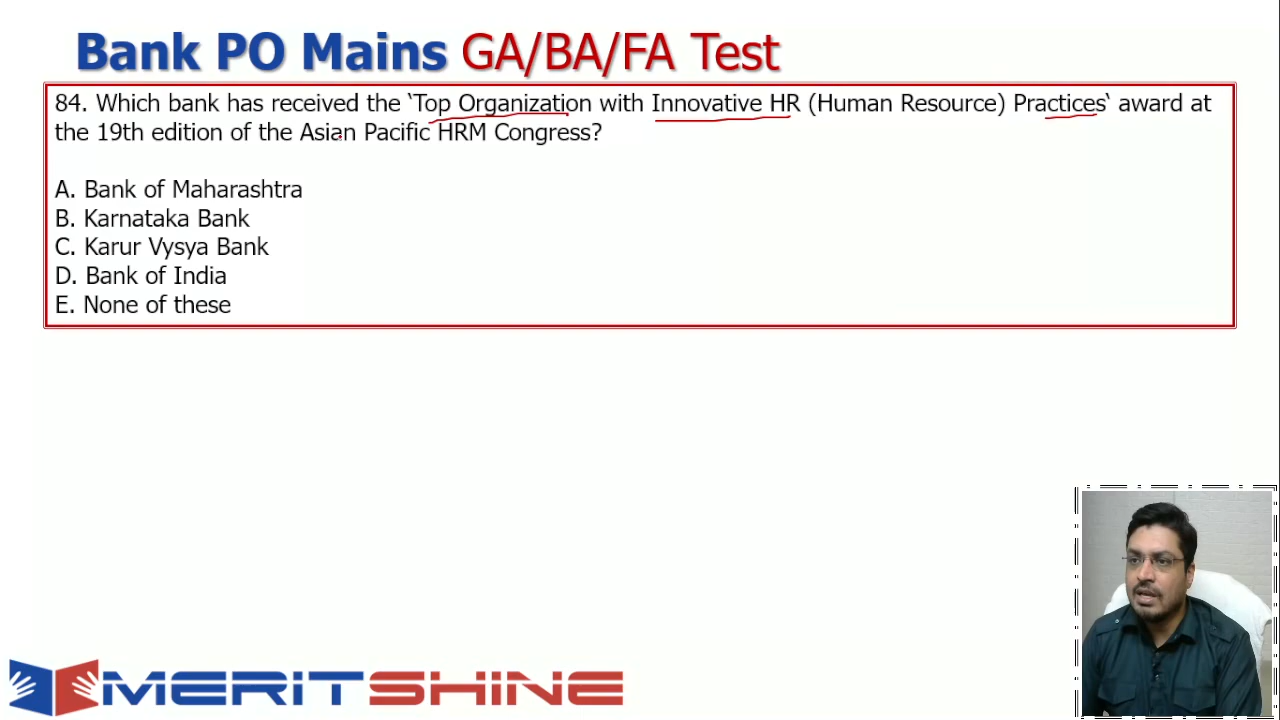 Bank PO Mains GA/BA/FA Test
84. Which bank has received the ‘Top Organization with Innovative HR (Human Resource) Practices‘ award at
the 19th edition of the Asian Pacific HRM Congress?
A. Bank of Maharashtra
B. Karnataka Bank
C. Karur Vysya Bank
D. Bank of India
E. None of these
MERITSHINE